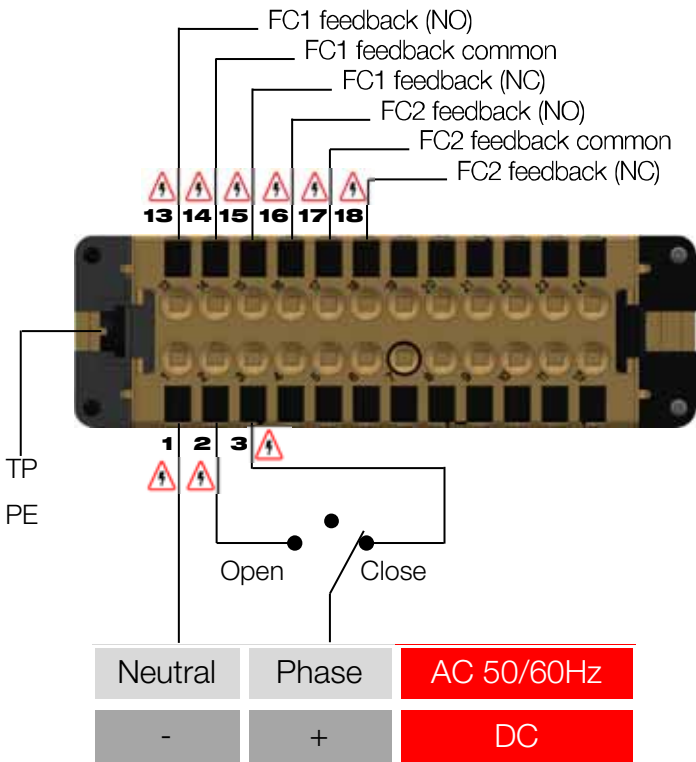 FC1 feedback (NO)
FC1 feedback common
FC1 feedback (NC)
FC2 feedback (NO)
FC2 feedback common
FC2 feedback (NC)
13 14 15 16 17 18
1 2 3
TP
PE
Open Close
Neutral Phase AC 50/60Hz
- + DC